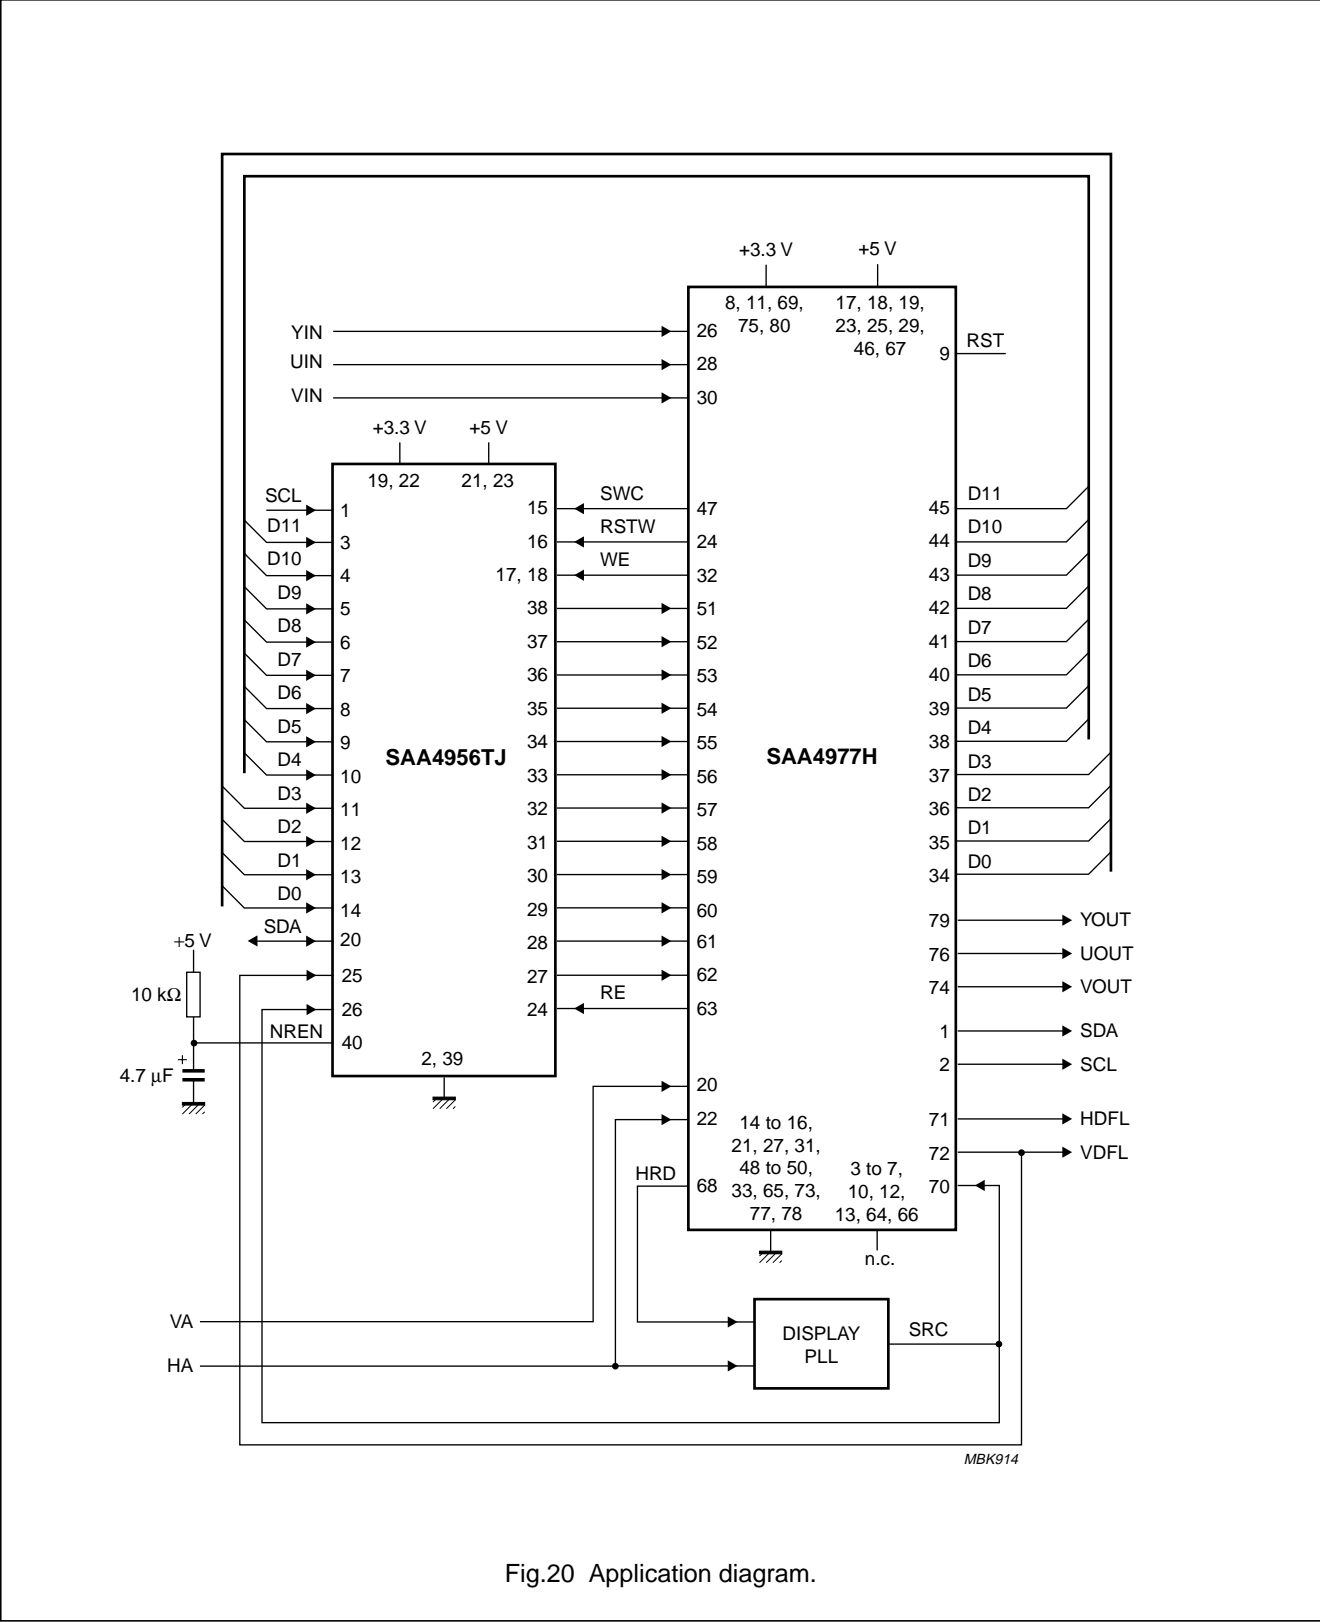 +3.3 V
+5 V
8, 11, 69,
75, 80
17, 18, 19,
23, 25, 29,
46, 67
YIN
26
UIN
28
VIN
30
9
RST
+3.3 V
+5 V
19, 22
21, 23
SCL
1
D11
3
D10
4
D9
5
D8
6
D7
7
D6
8
D5
9
D4
10
D3
11
D2
12
D1
13
D0
14
SDA
20
25
26
NREN
40
+5 V
10 kΩ
+
4.7 µF
SAA4956TJ
2, 39
15
SWC
47
16
RSTW
24
17, 18
WE
32
38
51
37
52
36
53
35
54
34
55
33
56
32
57
31
58
30
59
29
60
28
61
27
62
24
RE
63
20
22
HRD
68
SAA4977H
45
D11
44
D10
43
D9
42
D8
41
D7
40
D6
39
D5
38
D4
37
D3
36
D2
35
D1
34
D0
79
YOUT
76
UOUT
74
VOUT
1
SDA
2
SCL
71
HDFL
72
VDFL
70
14 to 16,
21, 27, 31,
48 to 50,
33, 65, 73,
77, 78
3 to 7,
10, 12,
13, 64, 66
n.c.
VA
HA
DISPLAY
PLL
SRC
MBK914
Fig.20 Application diagram.